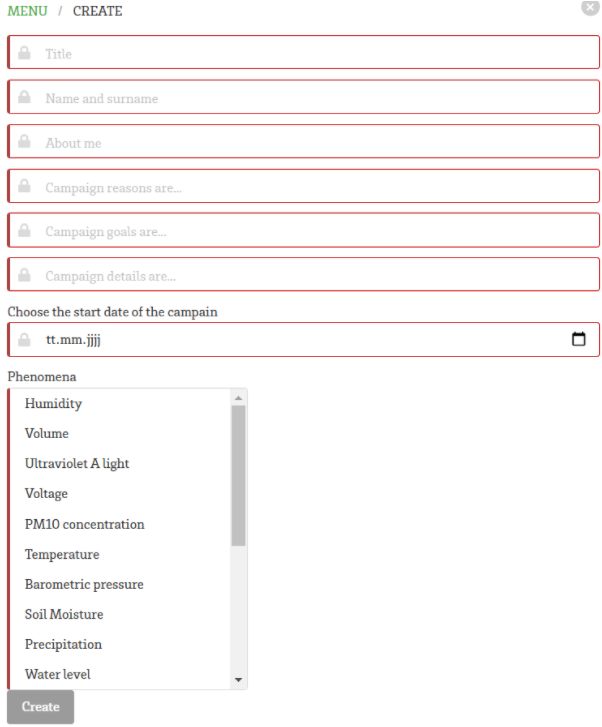 MENU / CREATE
Title
Name and surname
About me
Campaign reasons are...
Campaign goals are...
Campaign details are...
Choose the start date of the campain
tt.mm.jjjj
Phenomena
Humidity
Volume
Ultraviolet A light
Voltage
PM10 concentration
Temperature
Barometric pressure
Soil Moisture
Precipitation
Water level
Create